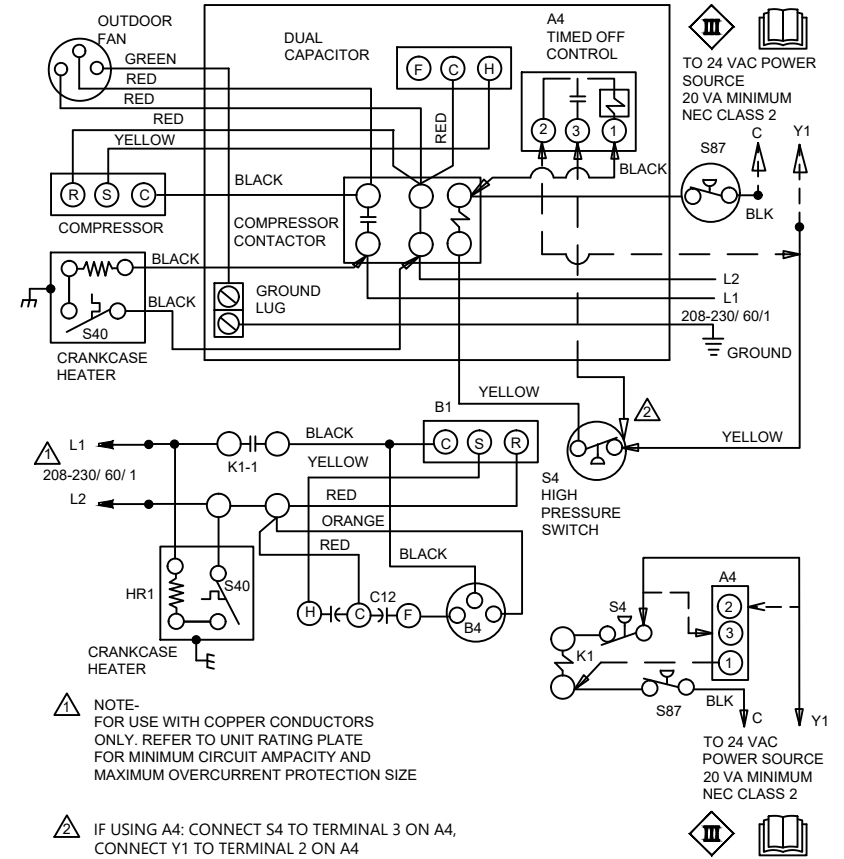 OUTDOOR
FAN
GREEN
RED
RED
RED
YELLOW
DUAL
CAPACITOR
F C H
RED
A4
TIMED OFF
CONTROL
2 3 1
BLACK
III
TO 24 VAC POWER
SOURCE
20 VA MINIMUM
NEC CLASS 2
C Y1
S87
BLK
R S C
BLACK
COMPRESSOR
COMPRESSOR
CONTACTOR
BLACK
BLACK
S40
CRANKCASE
HEATER
GROUND
LUG
L2
L1
208-230/ 60/1
GROUND
YELLOW
2
YELLOW
S4
HIGH
PRESSURE
SWITCH
B1
C S R
1
L1
208-230/ 60/ 1
L2
K1-1
BLACK
YELLOW
RED
ORANGE
RED
BLACK
HR1
S40
H C C12 F
B4
CRANKCASE
HEATER
A4
2
3
1
S4
K1
S87
BLK
C
Y1
TO 24 VAC
POWER SOURCE
20 VA MINIMUM
NEC CLASS 2
III
1 NOTE-
FOR USE WITH COPPER CONDUCTORS
ONLY. REFER TO UNIT RATING PLATE
FOR MINIMUM CIRCUIT AMPACITY AND
MAXIMUM OVERCURRENT PROTECTION SIZE
2 IF USING A4: CONNECT S4 TO TERMINAL 3 ON A4,
CONNECT Y1 TO TERMINAL 2 ON A4